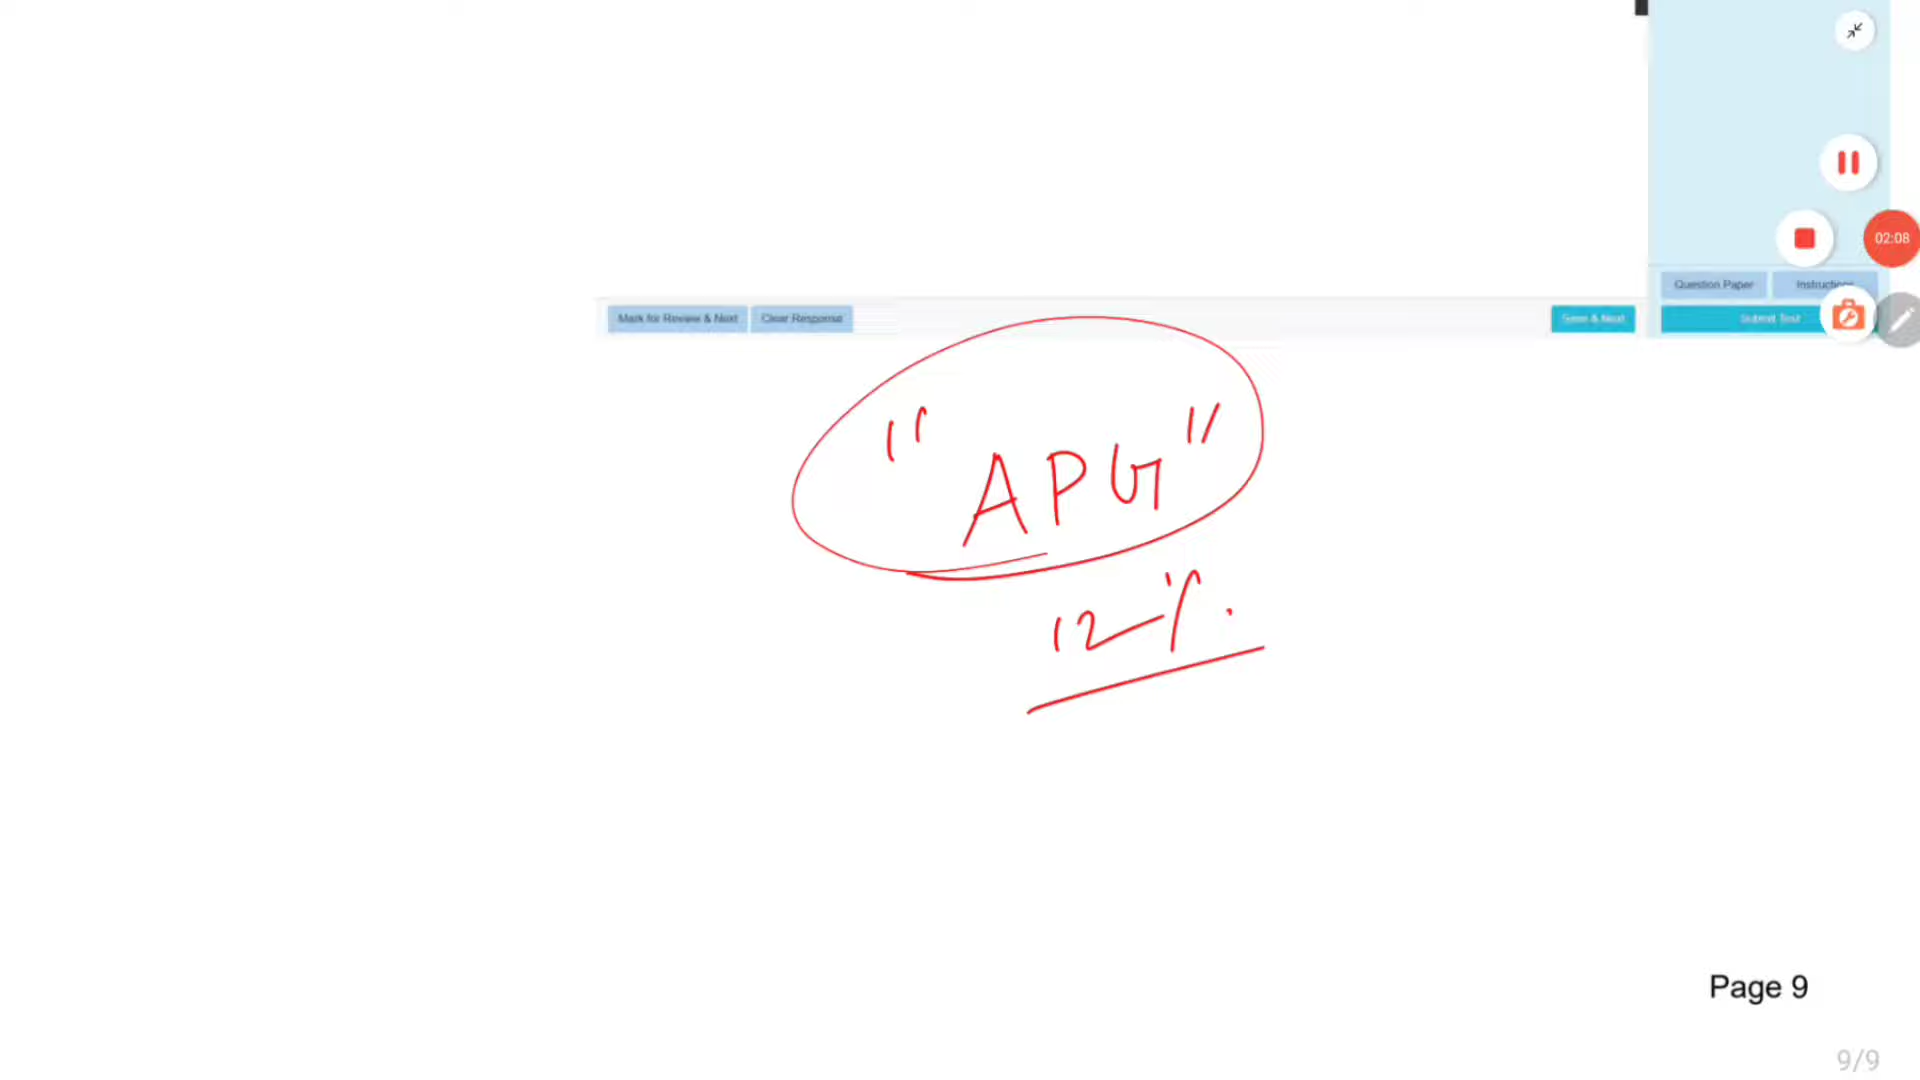 02:08
Question Paper Instructions
Mark for Review & Next Clear Response Save & Next Submit Test
"APG"
12%.
Page 9
9/9